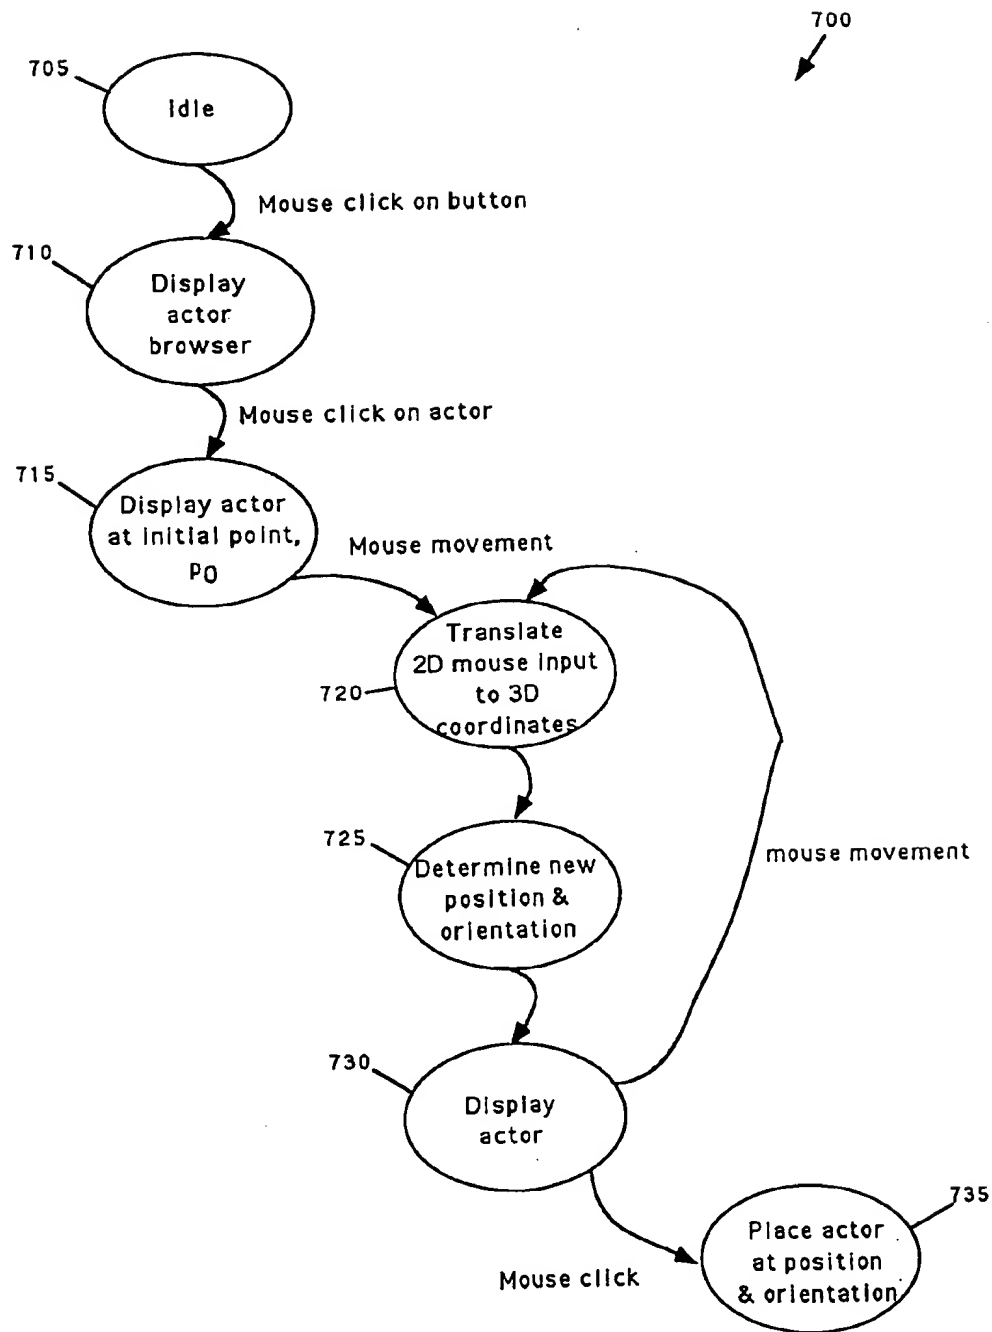 700
705
Idle
Mouse click on button
710
Display
actor
browser
Mouse click on actor
715
Display actor
at initial point,
P0
Mouse movement
Translate
2D mouse input
to 3D
coordinates
720
725
Determine new
position &
orientation
mouse movement
730
Display
actor
735
Place actor
at position
& orientation
Mouse click